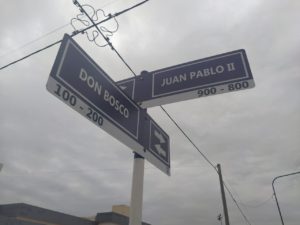 DON BOSCO
100 - 200
JUAN PABLO II
900 - 800